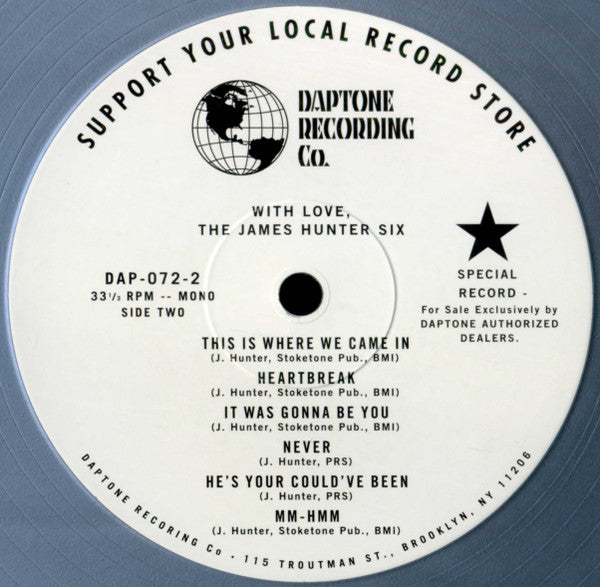 SUPPORT YOUR LOCAL RECORD STORE
DAPTONE
RECORDING
Co.
WITH LOVE,
THE JAMES HUNTER SIX
DAP-072-2
33⅓ RPM -- MONO
SIDE TWO
SPECIAL
RECORD -
For Sale Exclusively by
DAPTONE AUTHORIZED
DEALERS.
THIS IS WHERE WE CAME IN
(J. Hunter, Stoketone Pub., BMI)
HEARTBREAK
(J. Hunter, Stoketone Pub., BMI)
IT WAS GONNA BE YOU
(J. Hunter, Stoketone Pub., BMI)
NEVER
(J. Hunter, PRS)
HE'S YOUR COULD'VE BEEN
(J. Hunter, PRS)
MM-HMM
(J. Hunter, Stoketone Pub., BMi)
DAPTONE RECORING Co • 115 TROUTMAN ST., BROOKLYN, NY 11206